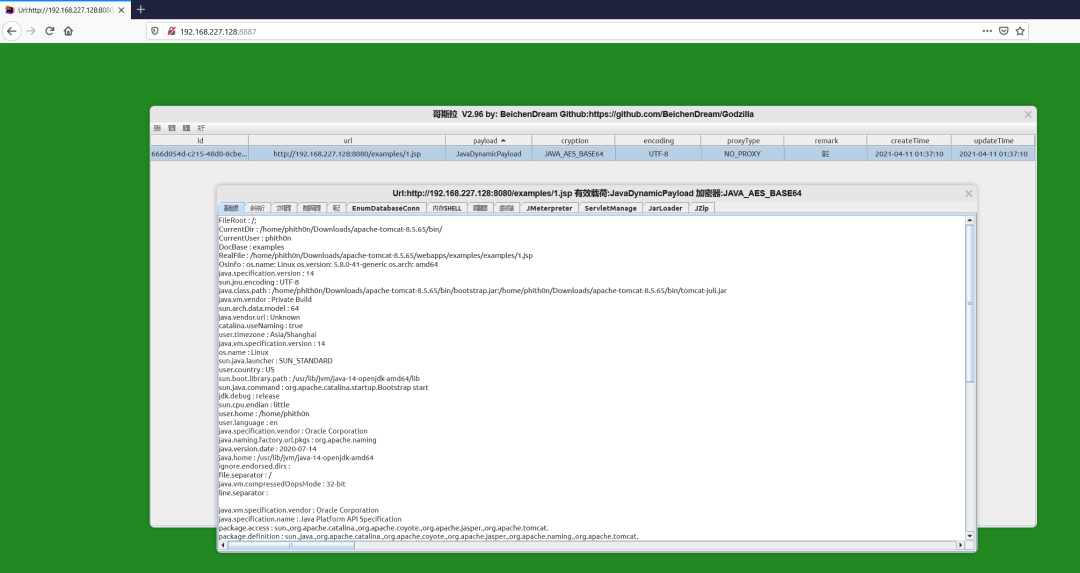 Url:http://192.168.227.128:8080
192.168.227.128:8887
哥斯拉 V2.96 by: BeichenDream Github:https://github.com/BeichenDream/Godzilla
id url payload cryption encoding proxyType remark createTime updateTime
666d054d-c215-48d0-8cbe... http://192.168.227.128:8080/examples/1.jsp JavaDynamicPayload JAVA_AES_BASE64 UTF-8 NO_PROXY 2021-04-11 01:37:10 2021-04-11 01:37:10
Url:http://192.168.227.128:8080/examples/1.jsp 有效载荷:JavaDynamicPayload 加密器:JAVA_AES_BASE64
EnumDatabaseConn 内存SHELL JMeterpreter ServletManage JarLoader JZip
FileRoot : /;
CurrentDir : /home/phith0n/Downloads/apache-tomcat-8.5.65/bin/
CurrentUser : phith0n
DocBase : examples
RealFile : /home/phith0n/Downloads/apache-tomcat-8.5.65/webapps/examples/examples/1.jsp
OsInfo : os.name: Linux os.version: 5.8.0-41-generic os.arch: amd64
java.specification.version : 14
sun.jnu.encoding : UTF-8
java.class.path : /home/phith0n/Downloads/apache-tomcat-8.5.65/bin/bootstrap.jar:/home/phith0n/Downloads/apache-tomcat-8.5.65/bin/tomcat-juli.jar
java.vm.vendor : Private Build
sun.arch.data.model : 64
java.vendor.url : Unknown
catalina.useNaming : true
user.timezone : Asia/Shanghai
java.vm.specification.version : 14
os.name : Linux
sun.java.launcher : SUN_STANDARD
user.country : US
sun.boot.library.path : /usr/lib/jvm/java-14-openjdk-amd64/lib
sun.java.command : org.apache.catalina.startup.Bootstrap start
jdk.debug : release
sun.cpu.endian : little
user.home : /home/phith0n
user.language : en
java.specification.vendor : Oracle Corporation
java.naming.factory.url.pkgs : org.apache.naming
java.version.date : 2020-07-14
java.home : /usr/lib/jvm/java-14-openjdk-amd64
ignore.endorsed.dirs :
file.separator : /
java.vm.compressedOopsMode : 32-bit
line.separator :
java.vm.specification.vendor : Oracle Corporation
java.specification.name : Java Platform API Specification
package.access : sun.,org.apache.catalina.,org.apache.coyote.,org.apache.jasper.,org.apache.tomcat.
package.definition : sun.,java.,org.apache.catalina.,org.apache.coyote.,org.apache.jasper.,org.apache.naming.,org.apache.tomcat.